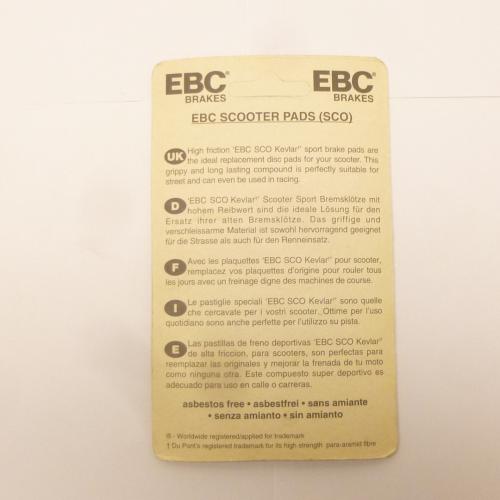 EBC® EBC®
BRAKES BRAKES
EBC SCOOTER PADS (SCO)
UK High friction 'EBC SCO Kevlar†' sport brake pads are
the ideal replacement disc pads for your scooter. This
grippy and long lasting compound is perfectly suitable for
street and can even be used in racing.
D 'EBC SCO Kevlar†' Scooter Sport Bremsklötze mit
hohem Reibwert sind die ideale Lösung für den
Ersatz ihrer alten Bremsklötze. Das griffige und
verschleissarme Material ist sowohl hervorragend geeignet
für die Strasse als auch für den Renneinsatz.
F Avec les plaquettes 'EBC SCO Kevlar†' pour scooter,
remplacez vos plaquettes d'origine pour rouler tous
les jours avec un freinage digne des machines de course.
I Le pastiglie speciali 'EBC SCO Kevlar†' sono quelle
che cercavate per i vostri scooter. Ottime per l'uso
quotidiano sono anche perfette per l'utilizzo su pista.
E Las pastillas de freno deportivas 'EBC SCO Kevlar†'
de alta friccion, para scooters, son perfectas para
reemplazar las originales y mejorar la frenada de tu moto
como ninguna otra. Este compuesto super deportivo es
adecuado para uso en calle o carreras.
asbestos free • asbestfrei • sans amiante
• senza amianto • sin amianto
® - Worldwide registered/applied for trademark
† Du Pont's registered trademark for its high strength para-aramid fibre